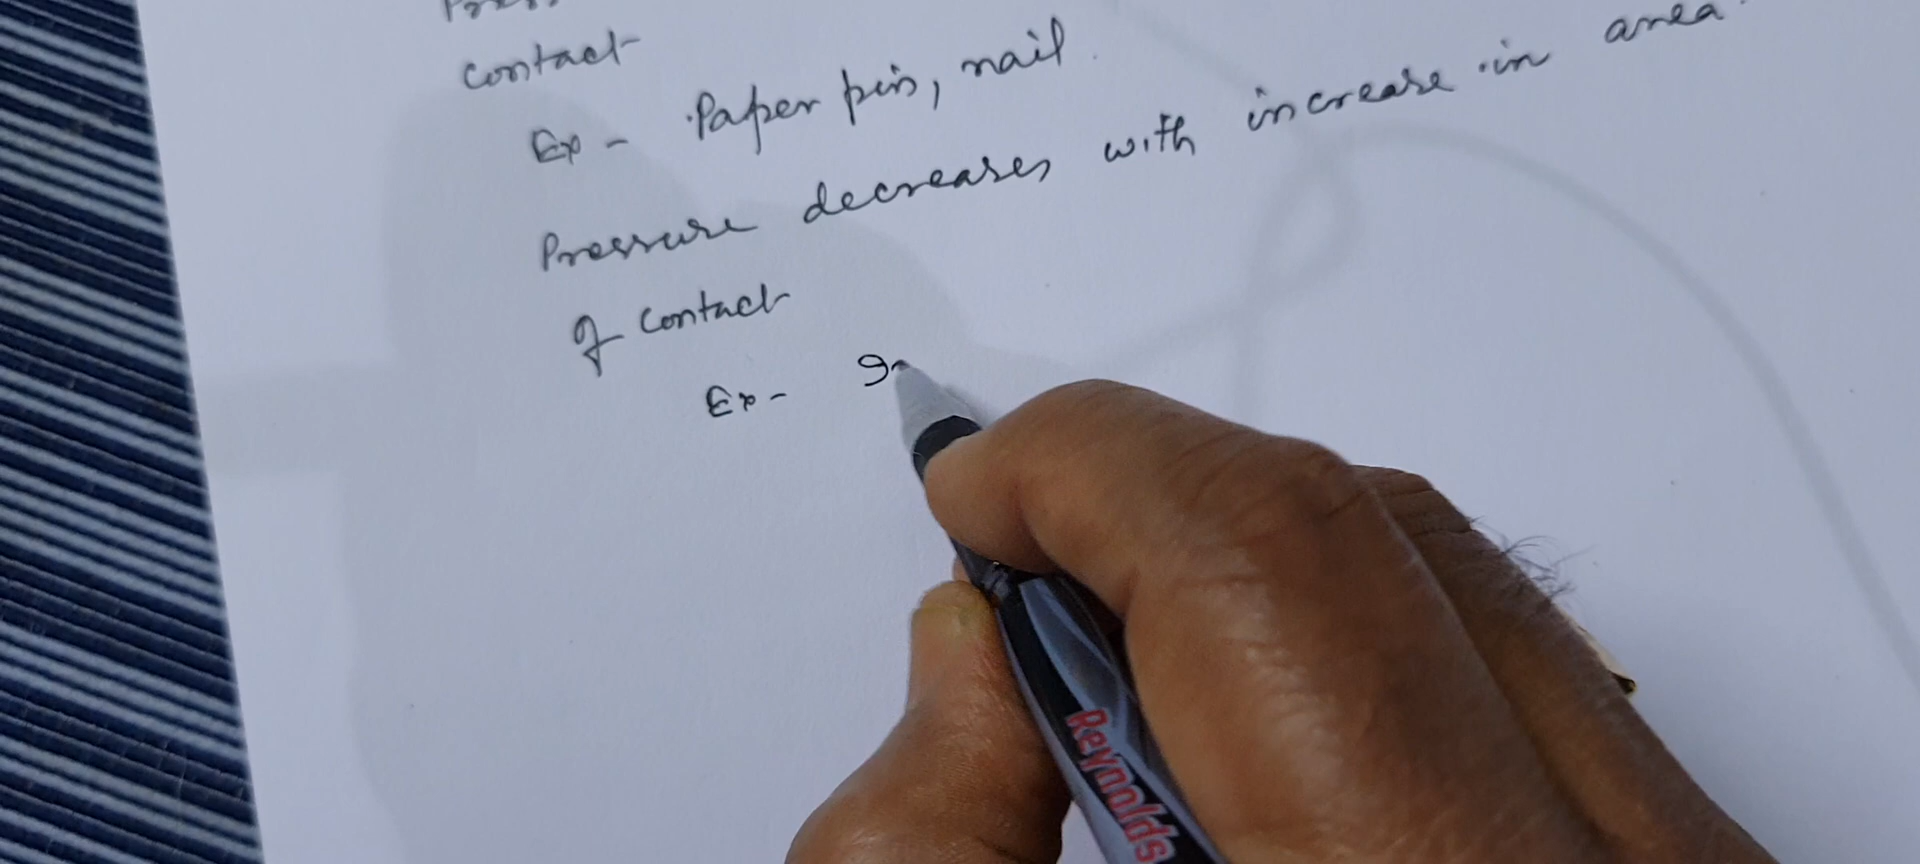 contact
Ex - Paper pin, nail.
Pressure decreases with increase in area
of contact
Ex -
Reynolds